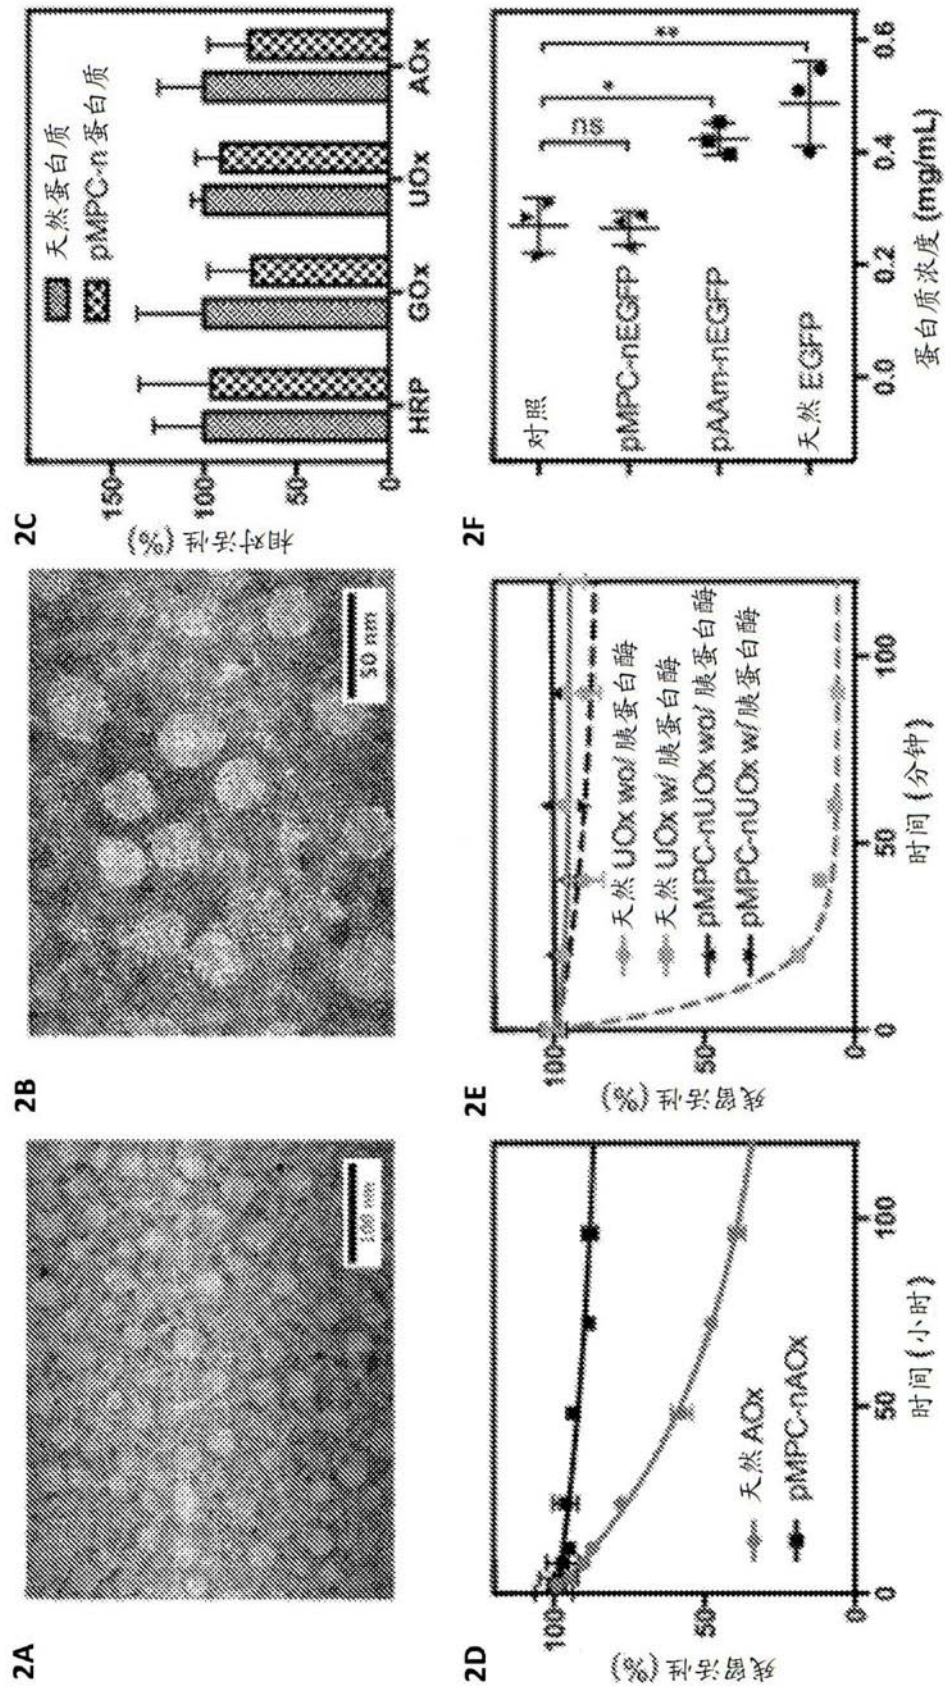 2A
100 nm
2B
50 nm
2C
相对活性 (%)
150
100
50
0
天然蛋白质
pMPC-n蛋白质
HRP
GOx
UOx
AOx
2D
残留活性 (%)
100
50
0
天然 AOx
pMPC-nAOx
0
50
100
时间 (小时)
2E
残留活性 (%)
100
50
0
天然 UOx wo/ 胰蛋白酶
天然 UOx w/ 胰蛋白酶
pMPC-nUOx wo/ 胰蛋白酶
pMPC-nUOx w/ 胰蛋白酶
0
50
100
时间 (分钟)
2F
对照
pMPC-nEGFP
pAAm-nEGFP
天然 EGFP
ns
*
**
0.0
0.2
0.4
0.6
蛋白质浓度 (mg/mL)